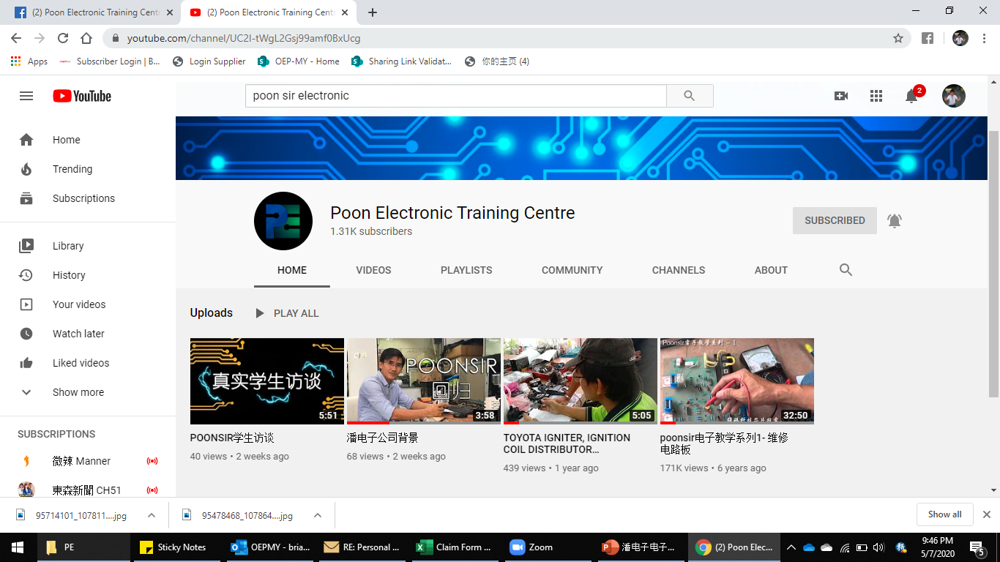 (2) Poon Electronic Training Cent
(2) Poon Electronic Training Cent
youtube.com/channel/UC2I-tWgL2Gsj99amf0BxUcg
Apps
Subscriber Login | B...
Login Supplier
OEP-MY - Home
Sharing Link Validat...
你的主页 (4)
YouTube
poon sir electronic
2
Home
Trending
Subscriptions
Library
History
Your videos
Watch later
Liked videos
Show more
SUBSCRIPTIONS
微辣 Manner
東森新聞 CH51
PE
Poon Electronic Training Centre
1.31K subscribers
SUBSCRIBED
HOME
VIDEOS
PLAYLISTS
COMMUNITY
CHANNELS
ABOUT
Uploads
PLAY ALL
真实学生访谈
5:51
POONSIR学生访谈
40 views • 2 weeks ago
POONSIR
回归
3:58
潘电子公司背景
68 views • 2 weeks ago
5:05
TOYOTA IGNITER, IGNITION
COIL DISTRIBUTOR...
439 views • 1 year ago
Poonsir電子教學系列 - 1
32:50
poonsir电子教学系列1- 维修
电路板
171K views • 6 years ago
95714101_107811....jpg
95478468_107864....jpg
Show all
PE
Sticky Notes
OEPMY - bria...
RE: Personal ...
Claim Form ...
Zoom
潘电子电子...
(2) Poon Elec...
9:46 PM
5/7/2020
5